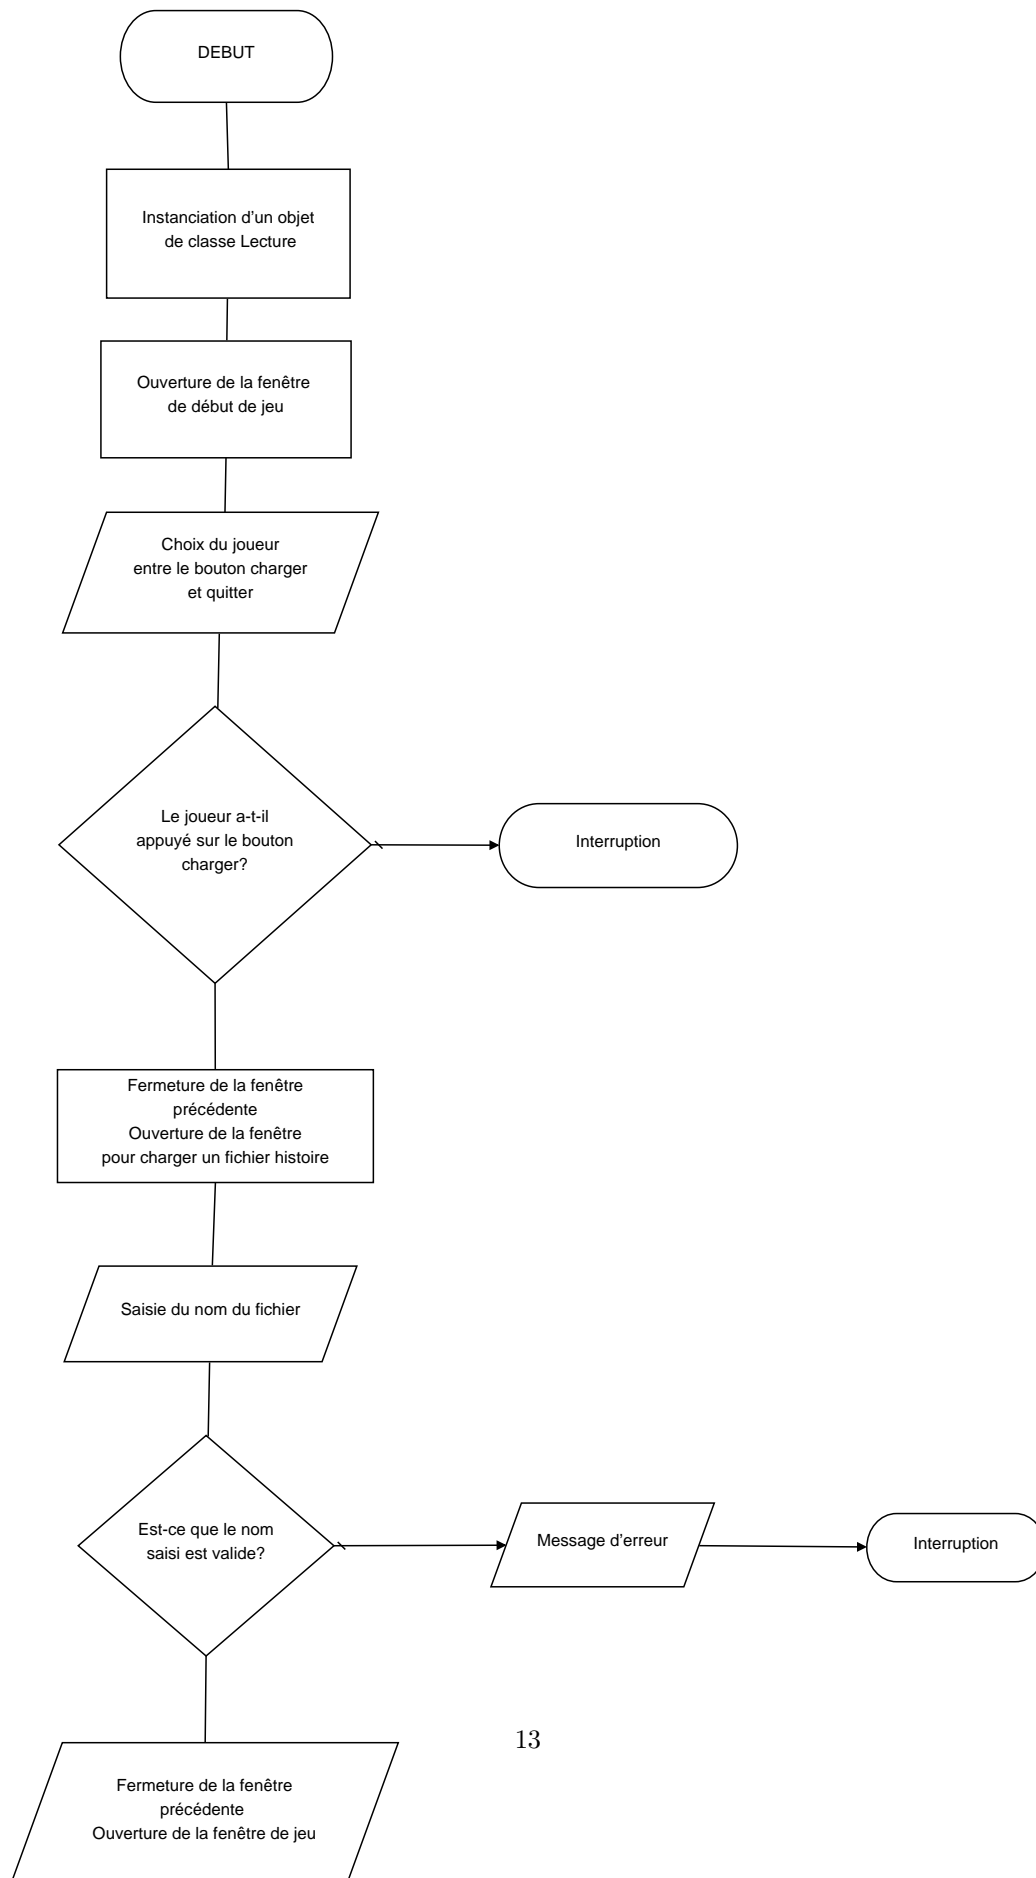 DEBUT
Instanciation d'un objet
de classe Lecture
Ouverture de la fenêtre
de début de jeu
Choix du joueur
entre le bouton charger
et quitter
Le joueur a-t-il
appuyé sur le bouton
charger?
Interruption
Fermeture de la fenêtre
précédente
Ouverture de la fenêtre
pour charger un fichier histoire
Saisie du nom du fichier
Est-ce que le nom
saisi est valide?
Message d'erreur
Interruption
13
Fermeture de la fenêtre
précédente
Ouverture de la fenêtre de jeu